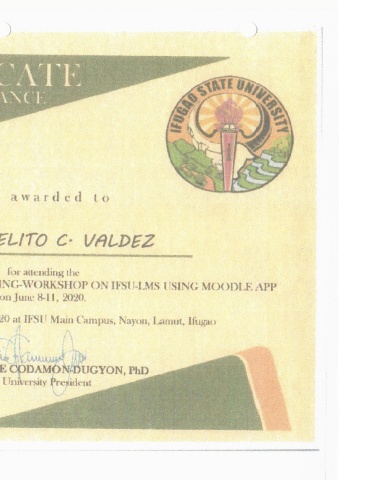 CATE
ANCE
IFUGAO STATE UNIVERSITY
awarded to
ELITO C. VALDEZ
for attending the
ING-WORKSHOP ON IFSU-LMS USING MOODLE APP
on June 8-11, 2020.
20 at IFSU Main Campus, Nayon, Lamut, Ifugao
E CODAMON-DUGYON, PhD
University President